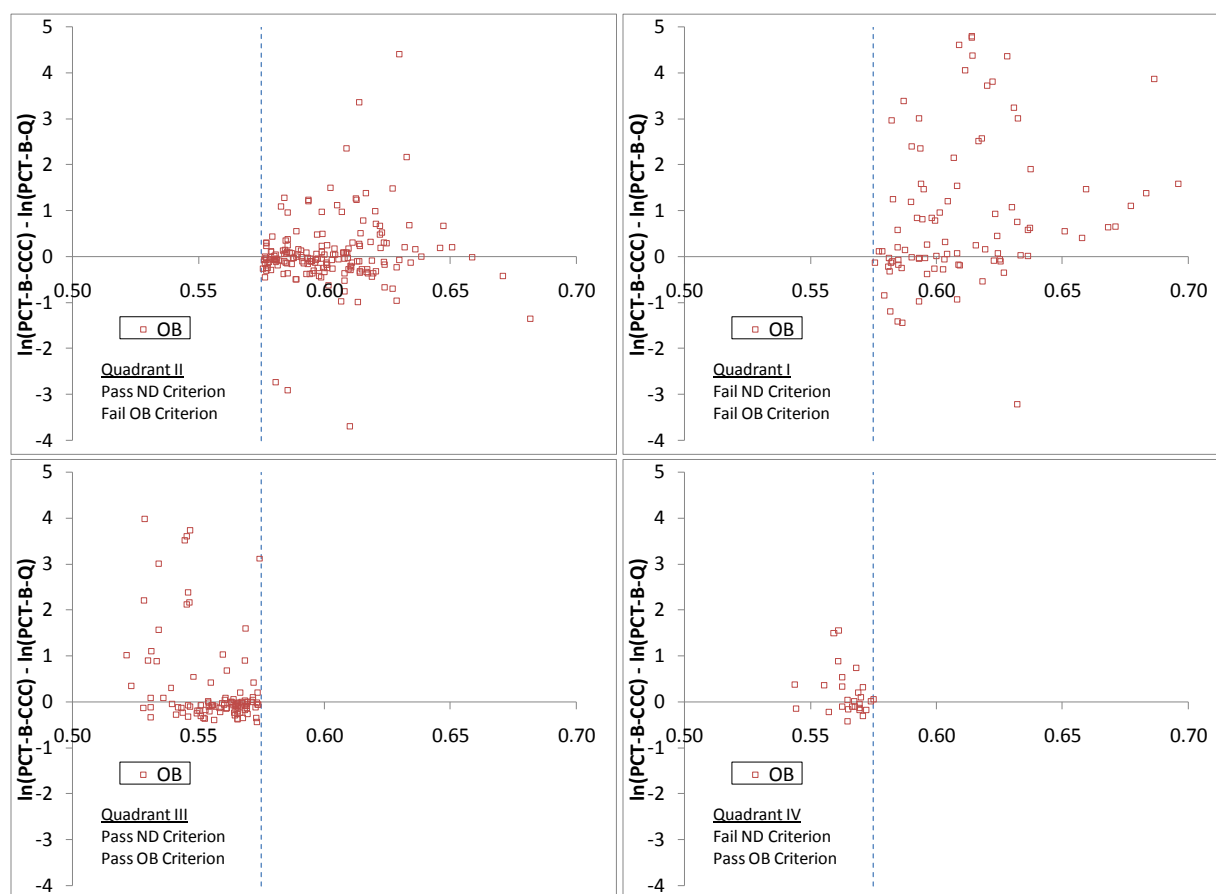 ln(PCT-B-CCC) - ln(PCT-B-Q)
5
4
3
2
1
0
-1
-2
-3
-4
0.50 0.55 0.60 0.65 0.70
OB
Quadrant II
Pass ND Criterion
Fail OB Criterion
ln(PCT-B-CCC) - ln(PCT-B-Q)
5
4
3
2
1
0
-1
-2
-3
-4
0.50 0.55 0.60 0.65 0.70
OB
Quadrant I
Fail ND Criterion
Fail OB Criterion
ln(PCT-B-CCC) - ln(PCT-B-Q)
5
4
3
2
1
0
-1
-2
-3
-4
0.50 0.55 0.60 0.65 0.70
OB
Quadrant III
Pass ND Criterion
Pass OB Criterion
ln(PCT-B-CCC) - ln(PCT-B-Q)
5
4
3
2
1
0
-1
-2
-3
-4
0.50 0.55 0.60 0.65 0.70
OB
Quadrant IV
Fail ND Criterion
Pass OB Criterion